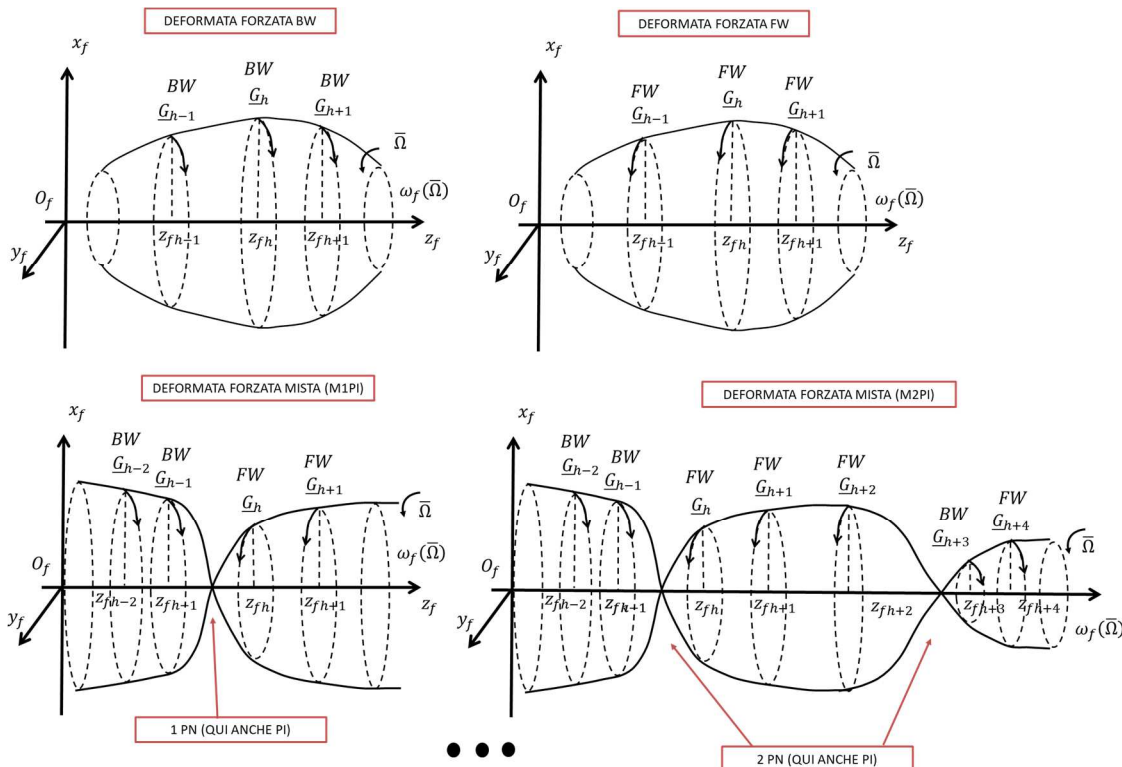 DEFORMATA FORZATA BW
x_f
BW
G_{h-1}
BW
G_h
BW
G_{h+1}
Ω̅
O_f
ω_f(Ω̅)
z_{fh-1}
z_{fh}
z_{fh+1}
z_f
y_f
DEFORMATA FORZATA FW
x_f
FW
G_{h-1}
FW
G_h
FW
G_{h+1}
Ω̅
O_f
ω_f(Ω̅)
z_{fh-1}
z_{fh}
z_{fh+1}
z_f
y_f
DEFORMATA FORZATA MISTA (M1PI)
x_f
BW
G_{h-2}
BW
G_{h-1}
FW
G_h
FW
G_{h+1}
Ω̅
O_f
ω_f(Ω̅)
z_{fh-2}
z_{fh+1}
z_{fh}
z_{fh+1}
z_f
y_f
1 PN (QUI ANCHE PI)
DEFORMATA FORZATA MISTA (M2PI)
x_f
BW
G_{h-2}
BW
G_{h-1}
FW
G_h
FW
G_{h+1}
FW
G_{h+2}
BW
G_{h+3}
FW
G_{h+4}
Ω̅
O_f
z_{fh-2}
z_{fh+1}
z_{fh}
z_{fh+1}
z_{fh+2}
z_{fh+3}
z_{fh+4}
ω_f(Ω̅)
y_f
2 PN (QUI ANCHE PI)